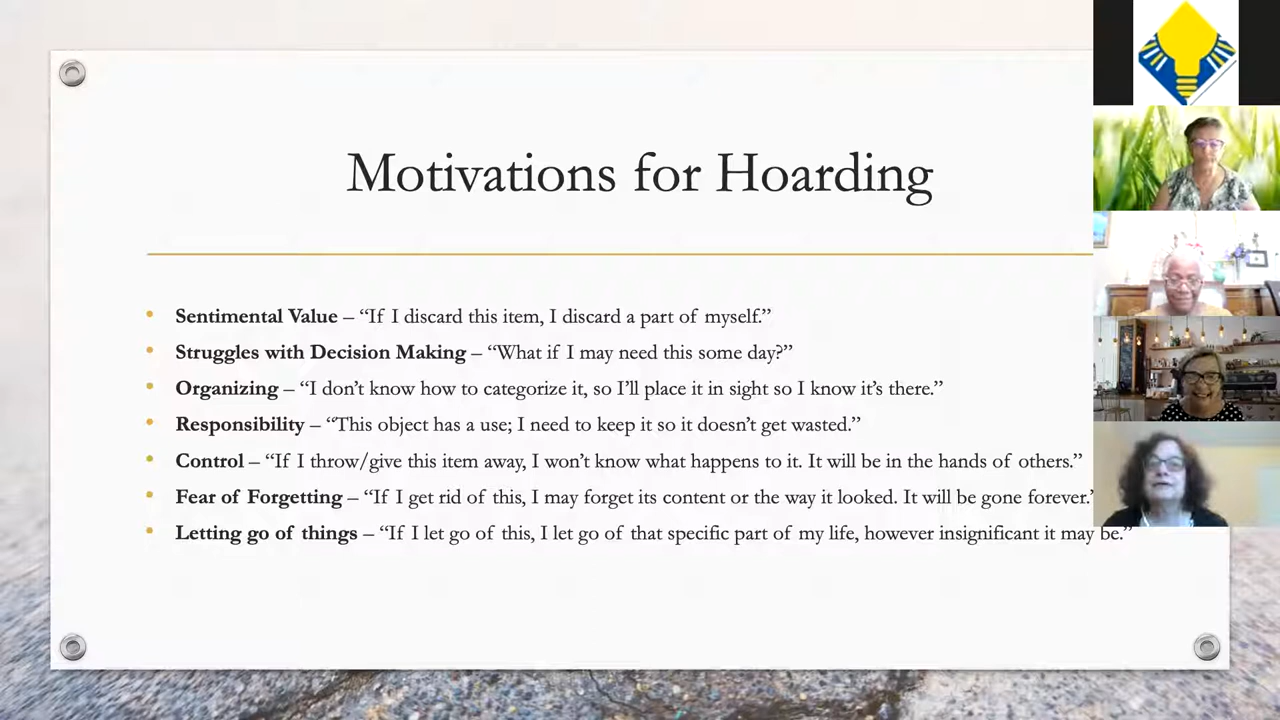 Motivations for Hoarding
• Sentimental Value – “If I discard this item, I discard a part of myself.”
• Struggles with Decision Making – “What if I may need this some day?”
• Organizing – “I don’t know how to categorize it, so I’ll place it in sight so I know it’s there.”
• Responsibility – “This object has a use; I need to keep it so it doesn’t get wasted.”
• Control – “If I throw/give this item away, I won’t know what happens to it. It will be in the hands of others.”
• Fear of Forgetting – “If I get rid of this, I may forget its content or the way it looked. It will be gone forever.”
• Letting go of things – “If I let go of this, I let go of that specific part of my life, however insignificant it may be.”